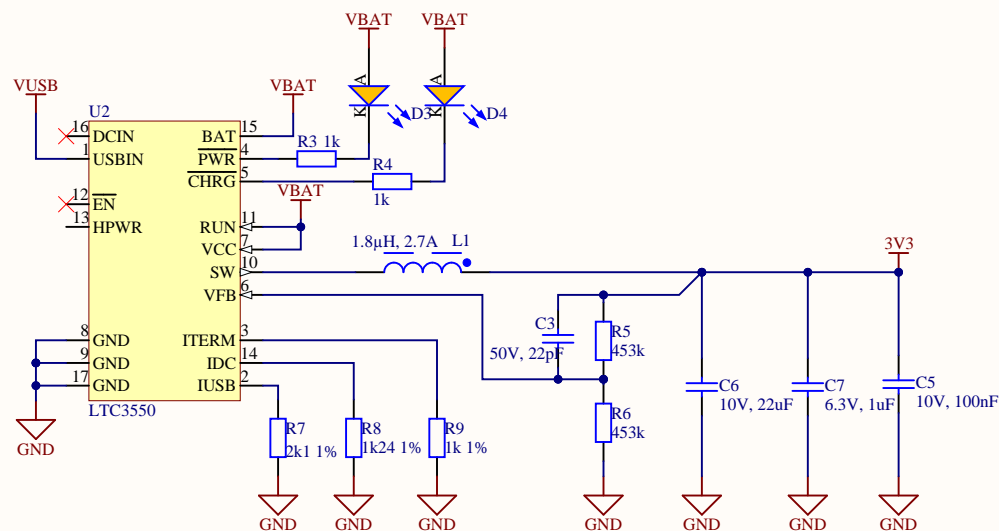 VBAT
VBAT
A
A
K
K
D3
D4
VUSB
VBAT
U2
16
DCIN
BAT
15
1
USBIN
PWR
4
R3 1k
CHRG
5
R4
1k
12
EN
13
HPWR
VBAT
RUN
11
VCC
7
SW
10
VFB
6
1.8µH, 2.7A
L1
3V3
8
GND
9
GND
17
GND
ITERM
3
IDC
14
IUSB
2
LTC3550
GND
C3
50V, 22pF
R5
453k
R6
453k
C6
10V, 22uF
C7
6.3V, 1uF
C5
10V, 100nF
R7
2k1 1%
R8
1k24 1%
R9
1k 1%
GND
GND
GND
GND
GND
GND
GND